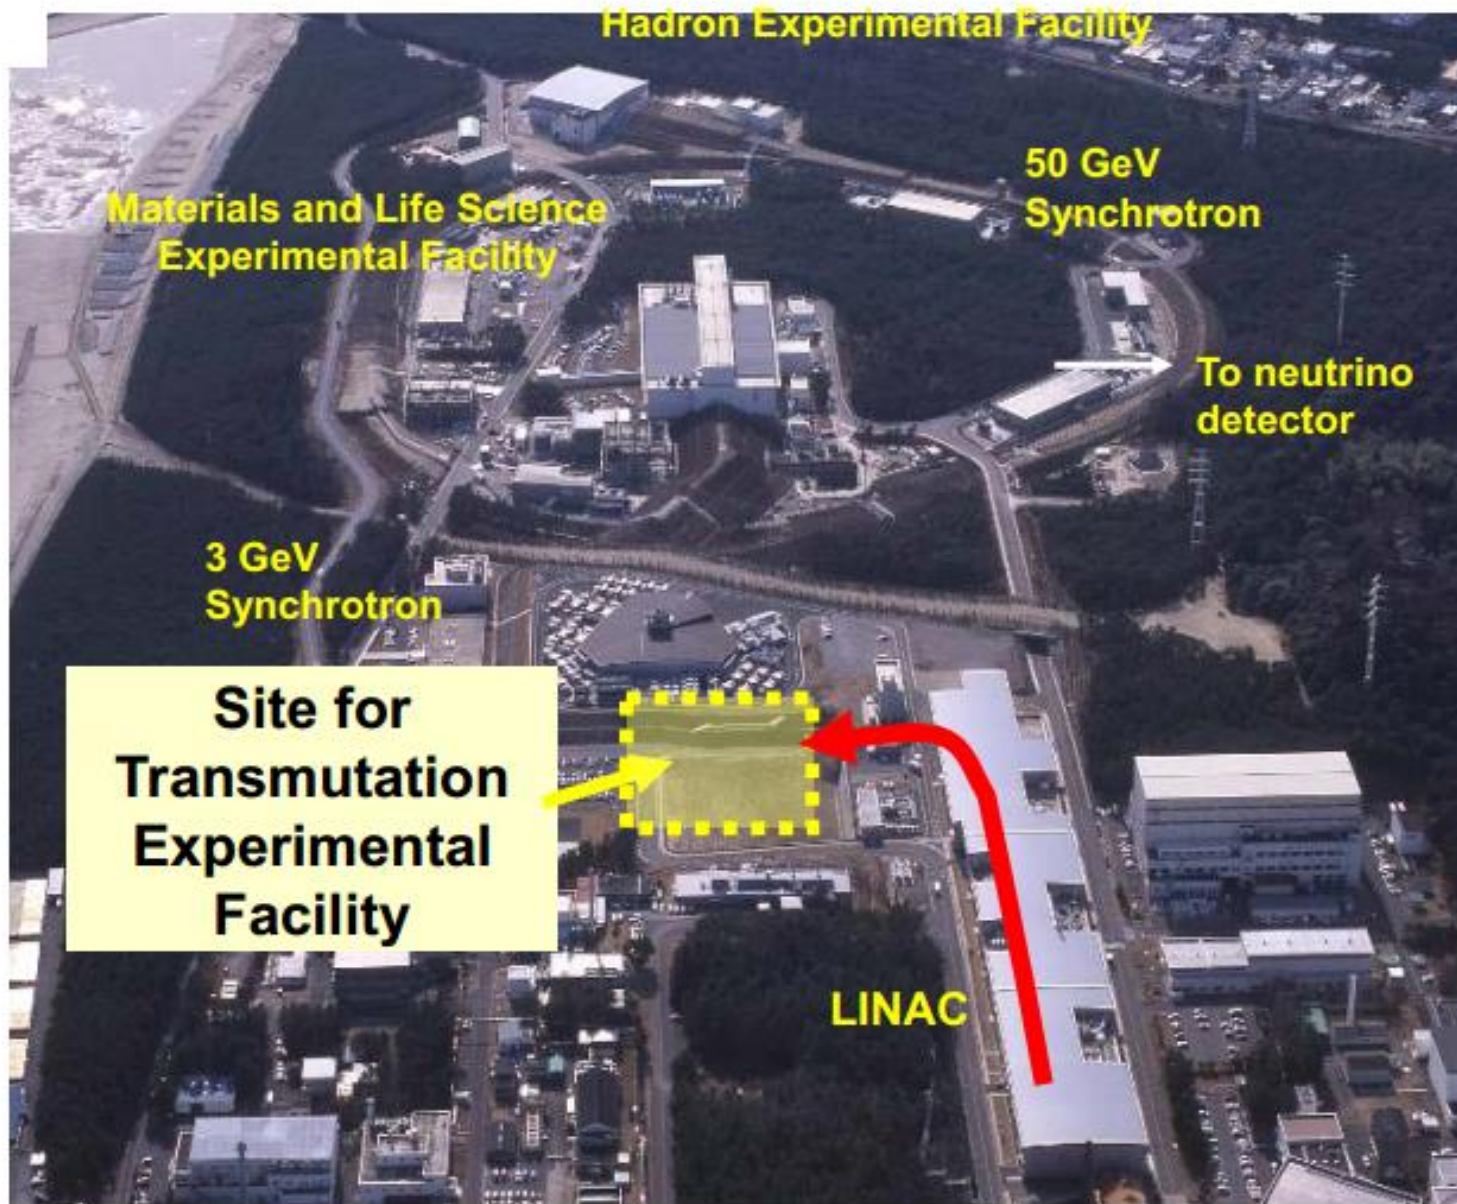 Hadron Experimental Facility
50 GeV
Synchrotron
Materials and Life Science
Experimental Facility
To neutrino
detector
3 GeV
Synchrotron
Site for
Transmutation
Experimental
Facility
LINAC